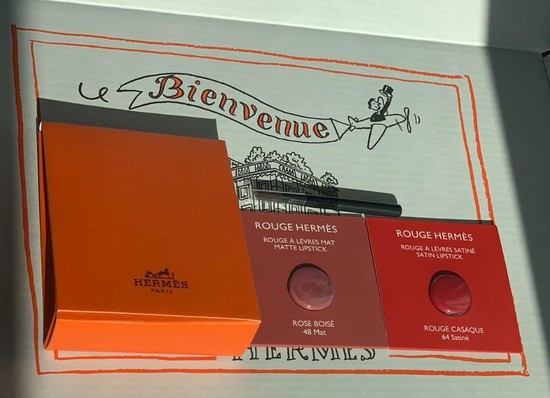 Bienvenue
HERMÈS
PARIS
ROUGE HERMÈS
ROUGE À LÈVRES MAT
MATTE LIPSTICK
ROSE BOISÉ
48 Mat
ROUGE HERMÈS
ROUGE À LÈVRES SATINÉ
SATIN LIPSTICK
ROUGE CASAQUE
64 Satiné
HERMÈS